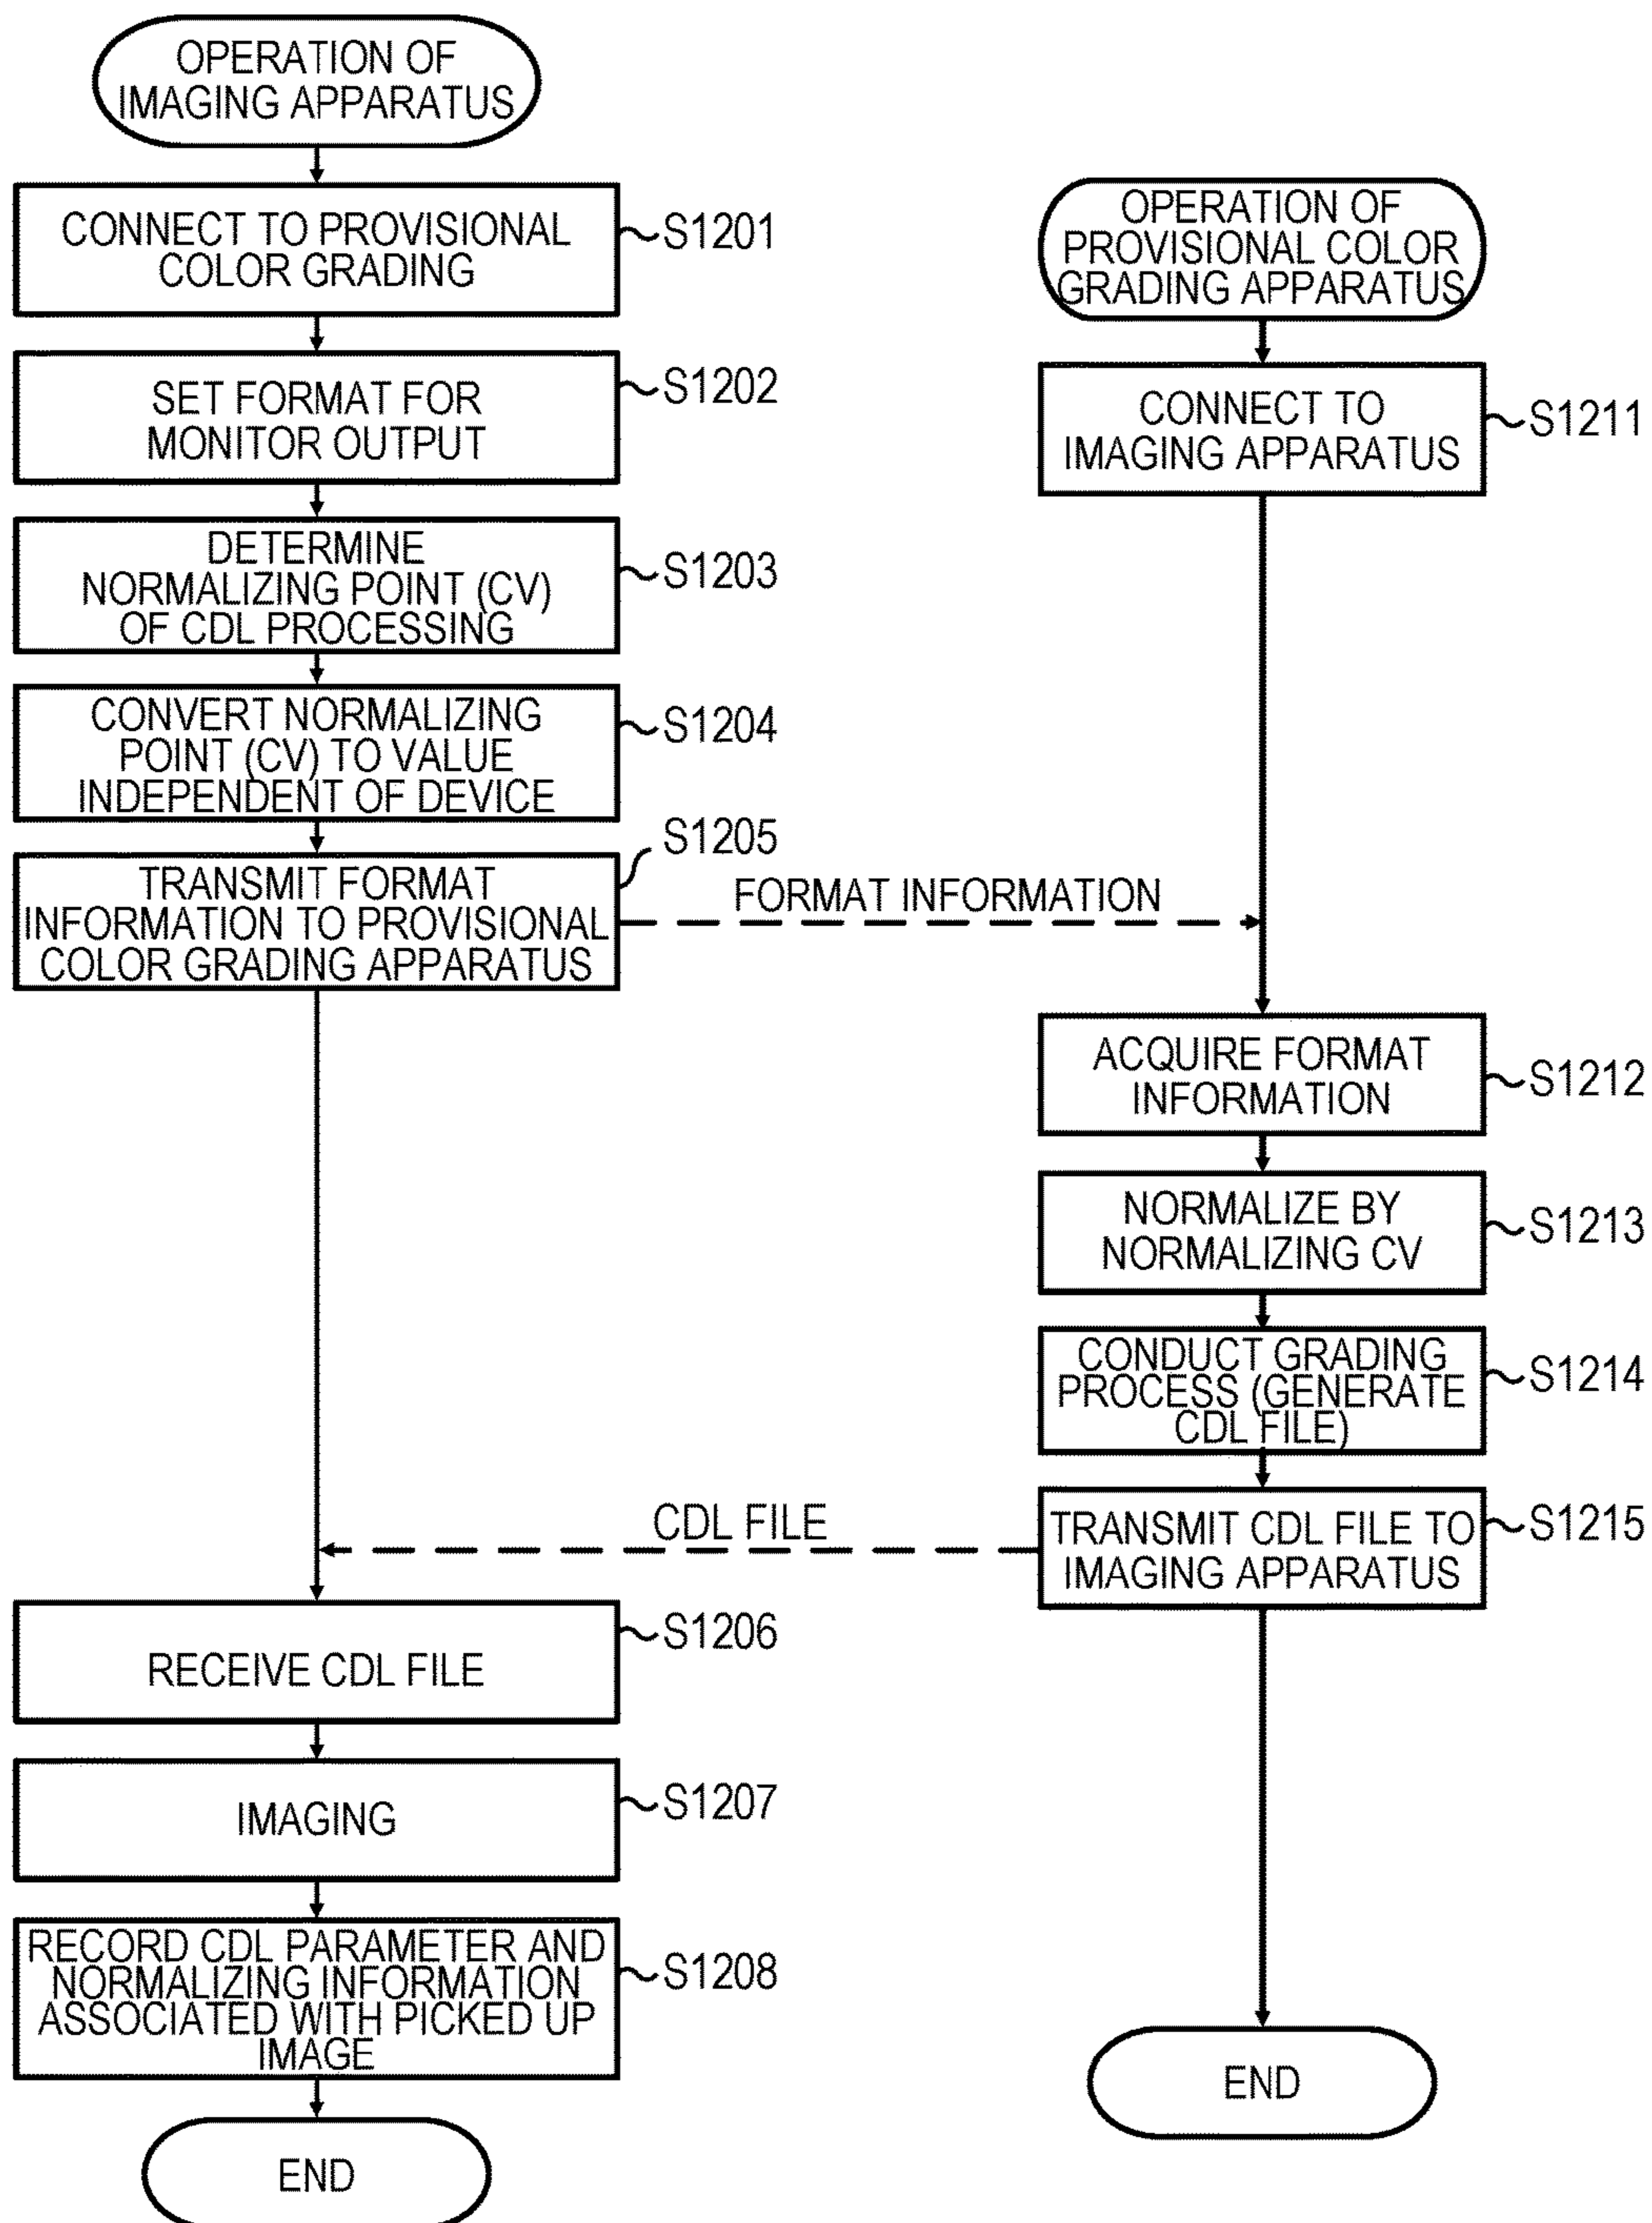 OPERATION OF
IMAGING APPARATUS
CONNECT TO PROVISIONAL
COLOR GRADING
S1201
SET FORMAT FOR
MONITOR OUTPUT
S1202
DETERMINE
NORMALIZING POINT (CV)
OF CDL PROCESSING
S1203
CONVERT NORMALIZING
POINT (CV) TO VALUE
INDEPENDENT OF DEVICE
S1204
TRANSMIT FORMAT
INFORMATION TO PROVISIONAL
COLOR GRADING APPARATUS
S1205
FORMAT INFORMATION
OPERATION OF
PROVISIONAL COLOR
GRADING APPARATUS
CONNECT TO
IMAGING APPARATUS
S1211
ACQUIRE FORMAT
INFORMATION
S1212
NORMALIZE BY
NORMALIZING CV
S1213
CONDUCT GRADING
PROCESS (GENERATE
CDL FILE)
S1214
TRANSMIT CDL FILE TO
IMAGING APPARATUS
S1215
CDL FILE
END
RECEIVE CDL FILE
S1206
IMAGING
S1207
RECORD CDL PARAMETER AND
NORMALIZING INFORMATION
ASSOCIATED WITH PICKED UP
IMAGE
S1208
END